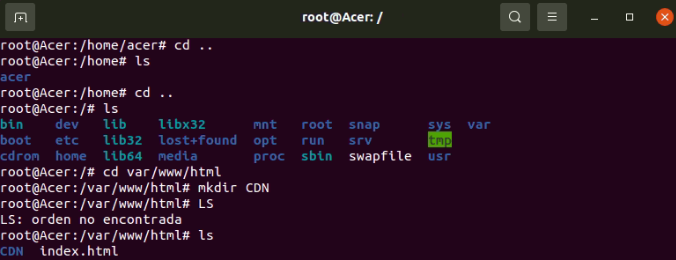 root@Acer: /
root@Acer:/home/acer# cd ..
root@Acer:/home# ls
acer
root@Acer:/home# cd ..
root@Acer:/# ls
bin dev lib libx32 mnt root snap sys var
boot etc lib32 lost+found opt run srv tmp
cdrom home lib64 media proc sbin swapfile usr
root@Acer:/# cd var/www/html
root@Acer:/var/www/html# mkdir CDN
root@Acer:/var/www/html# LS
LS: orden no encontrada
root@Acer:/var/www/html# ls
CDN index.html